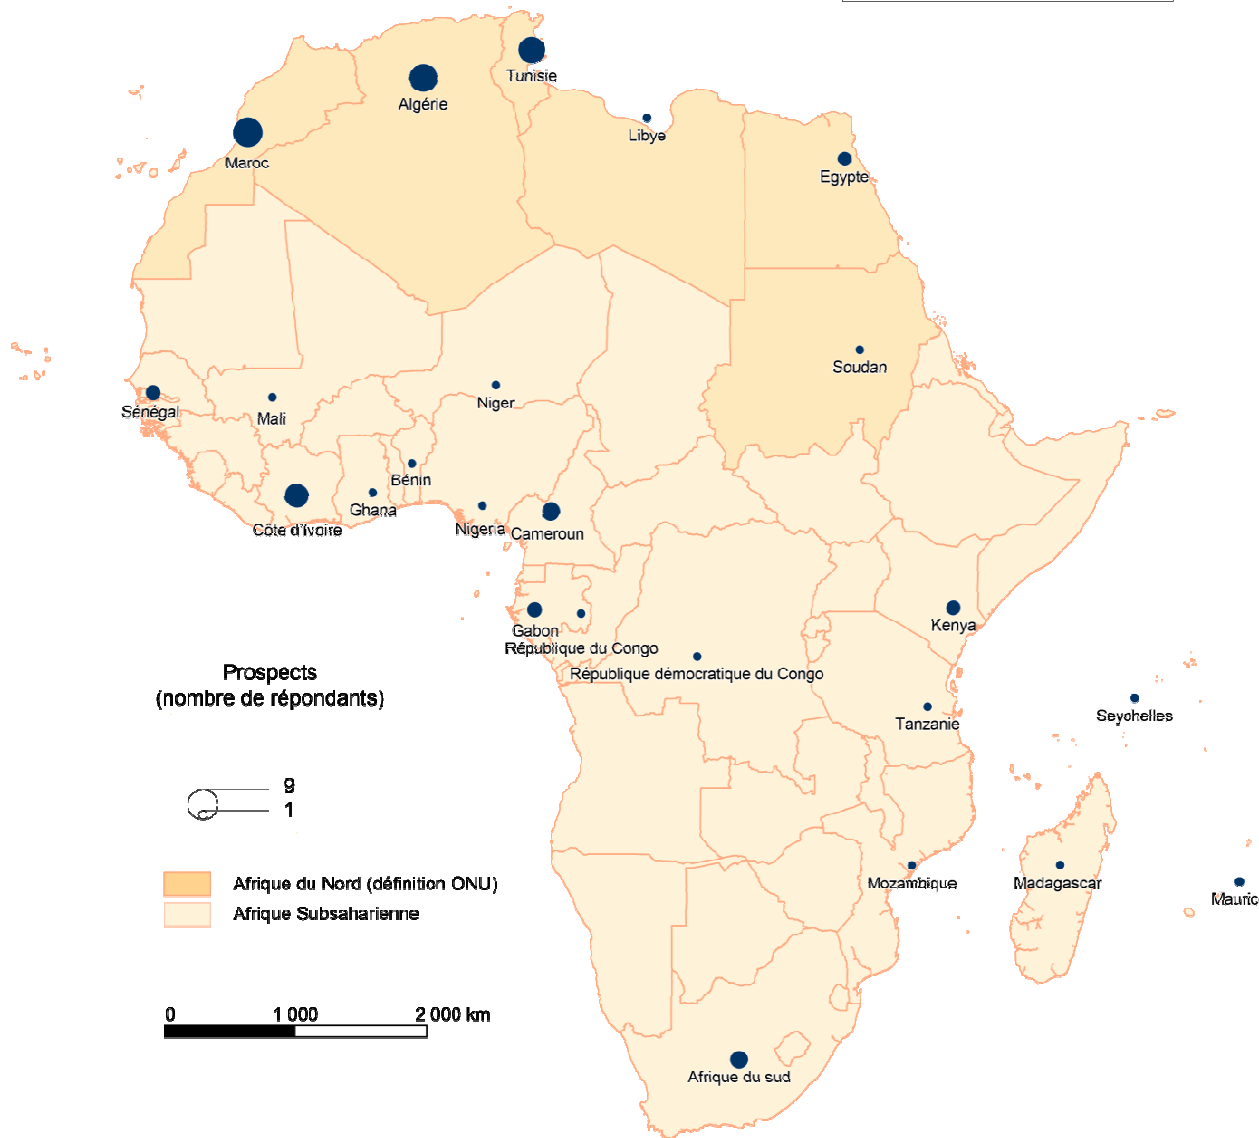 Tunisie
Algérie
Libye
Maroc
Egypte
Soudan
Niger
Sénégal
Mali
Bénin
Ghana
Côte d'Ivoire
Nigeria
Cameroun
Gabon
Kenya
République du Congo
République démocratique du Congo
Prospects
(nombre de répondants)
Seychelles
Tanzanie
9
1
Afrique du Nord (définition ONU)
Mozambique
Madagascar
Mauric
Afrique Subsaharienne
0 1 000 2 000 km
Afrique du sud